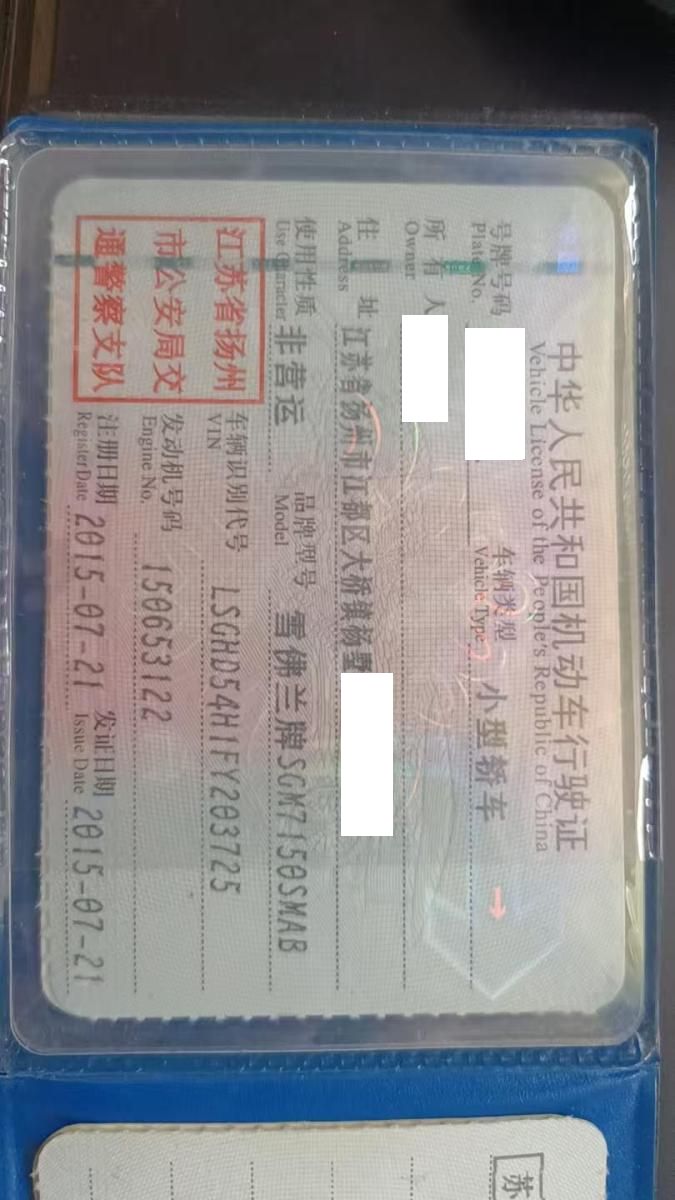 中华人民共和国机动车行驶证
Vehicle License of the People's Republic of China
号牌号码 车辆类型 小型轿车
Plate No. Vehicle Type
所有人
Owner
住址 江苏省扬州市江都区大桥镇杨墅
Address
使用性质 非营运 品牌型号 雪佛兰牌SGM7150SMAB
Use Character Model
江苏省扬州
市公安局交
通警察支队
车辆识别代号 LSGHD54H1FY203725
VIN
发动机号码 150653122
Engine No.
注册日期 2015-07-21 发证日期 2015-07-21
Register Date Issue Date
苏